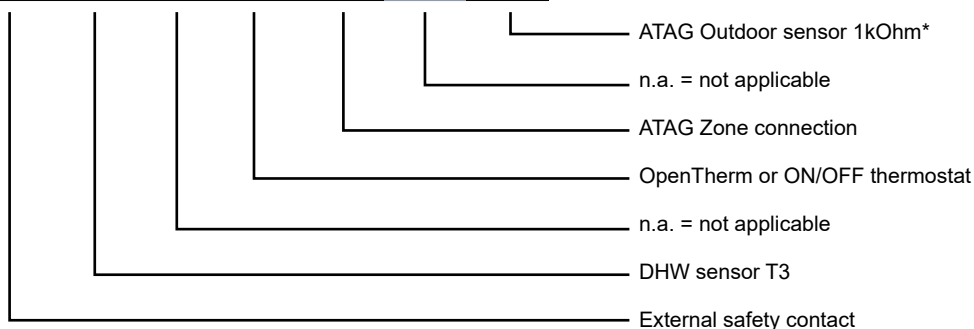 ATAG Outdoor sensor 1kOhm*
n.a. = not applicable
ATAG Zone connection
OpenTherm or ON/OFF thermostat
n.a. = not applicable
DHW sensor T3
External safety contact